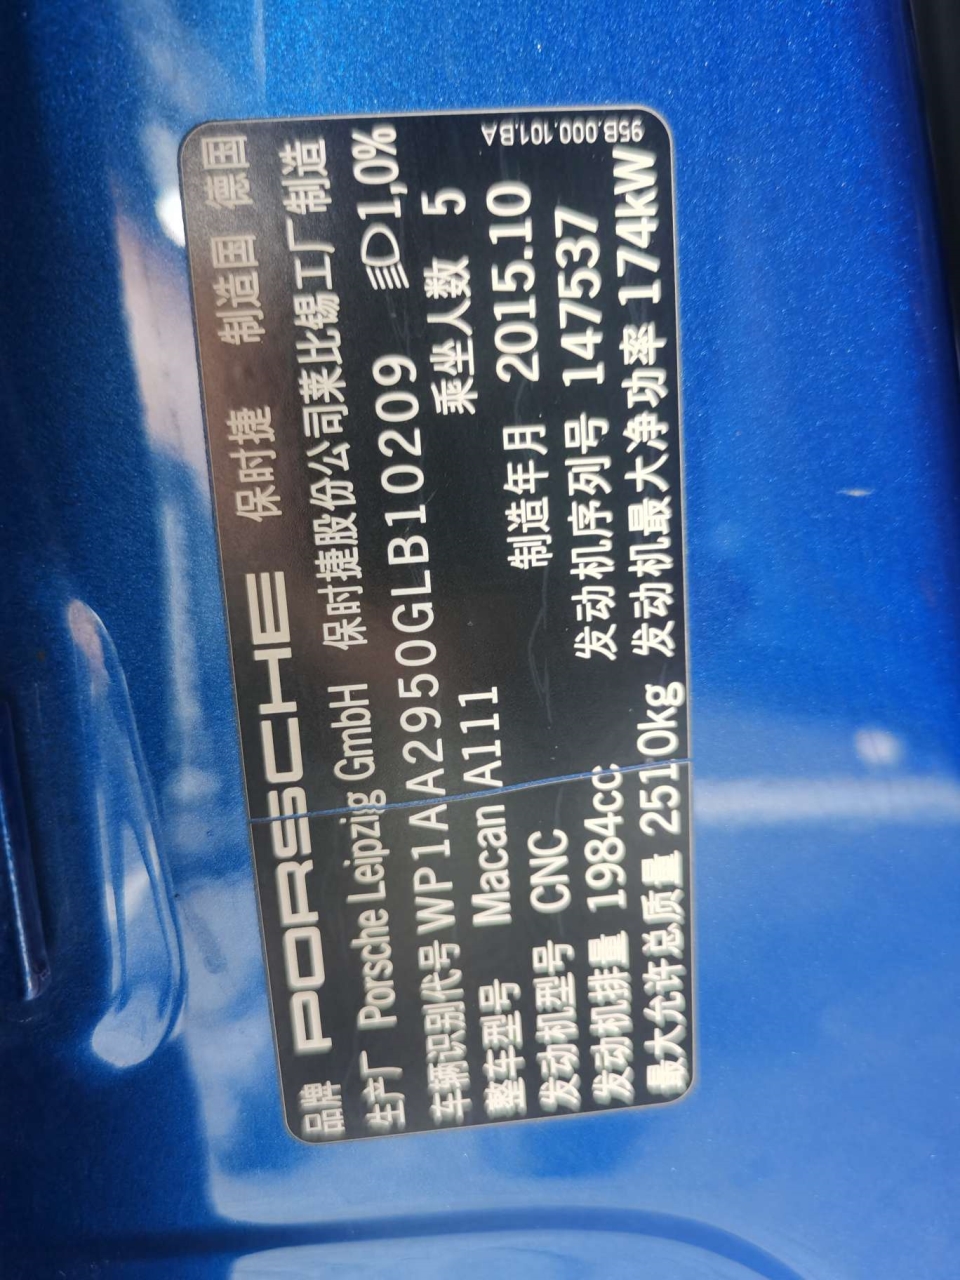 品牌 PORSCHE 保时捷 制造国 德国
生产厂 Porsche Leipzig GmbH 保时捷股份公司莱比锡工厂制造
车辆识别代号 WP1AA2950GLB10209 1,0%
整车型号 Macan A111 乘坐人数 5
发动机型号 CNC 制造年月 2015.10
发动机排量 1984cc 发动机序列号 147537
最大允许总质量 2510kg 发动机最大净功率 174kW
95B.000.101.BA